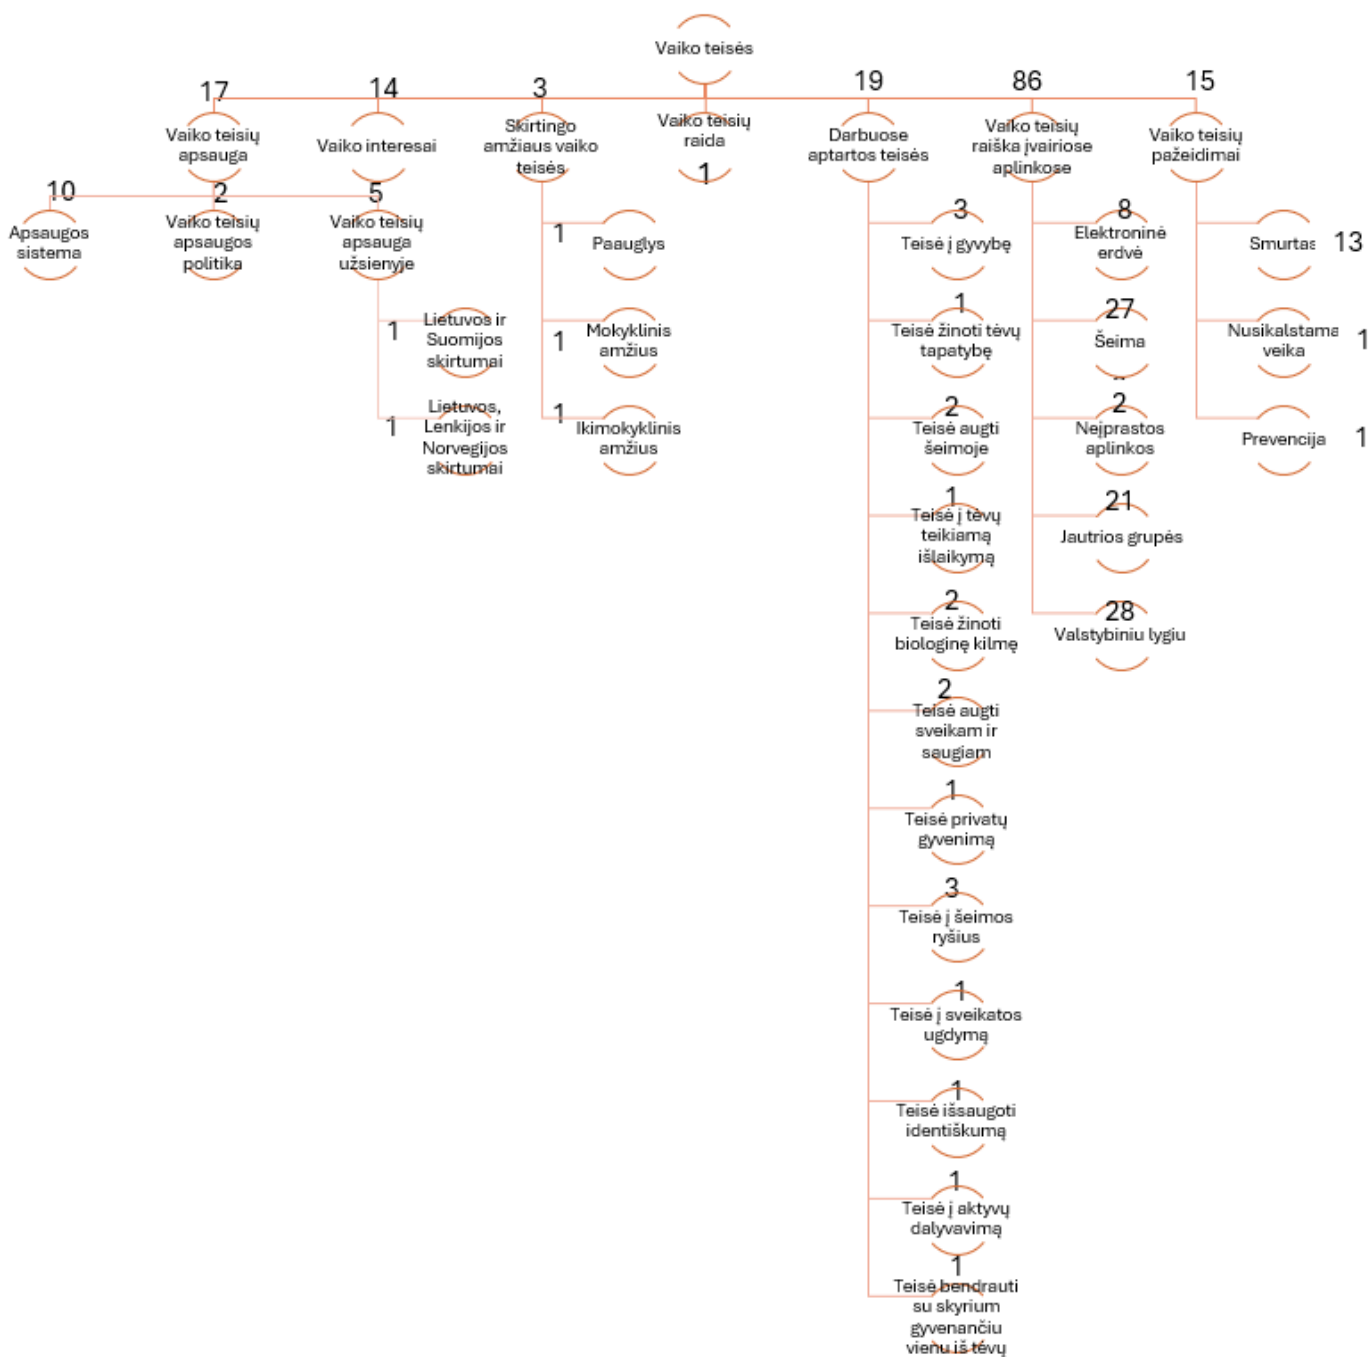 Vaiko teisės
17
Vaiko teisių
apsauga
14
Vaiko interesai
3
Skirtingo
amžiaus vaiko
teisės
Vaiko teisių
raida
1
19
Darbuose
aptartos teisės
86
Vaiko teisių
raiška įvairiose
aplinkose
15
Vaiko teisių
pažeidimai
10
Apsaugos
sistema
2
Vaiko teisių
apsaugos
politika
5
Vaiko teisių
apsauga
užsienyje
1
Lietuvos ir
Suomijos
skirtumai
1
Lietuvos,
Lenkijos ir
Norvegijos
skirtumai
1
Paauglys
1
Mokyklinis
amžius
1
Ikimokyklinis
amžius
3
Teisė į gyvybę
1
Teisė žinoti tėvų
tapatybę
2
Teisė augti
šeimoje
1
Teisė į tėvų
teikiamą
išlaikymą
2
Teisė žinoti
biologinę kilmę
2
Teisė augti
sveikam ir
saugiam
1
Teisė privatų
gyvenimą
3
Teisė į šeimos
ryšius
1
Teisė į sveikatos
ugdymą
1
Teisė išsaugoti
identiškumą
1
Teisė į aktyvų
dalyvavimą
1
Teisė bendrauti
su skyrium
gyvenančiu
vienu iš tėvų
8
Elektroninė
erdvė
27
Šeima
2
Neįprastos
aplinkos
21
Jautrios grupės
28
Valstybiniu lygiu
Smurtas 13
Nusikalstama
veika
1
Prevencija 1